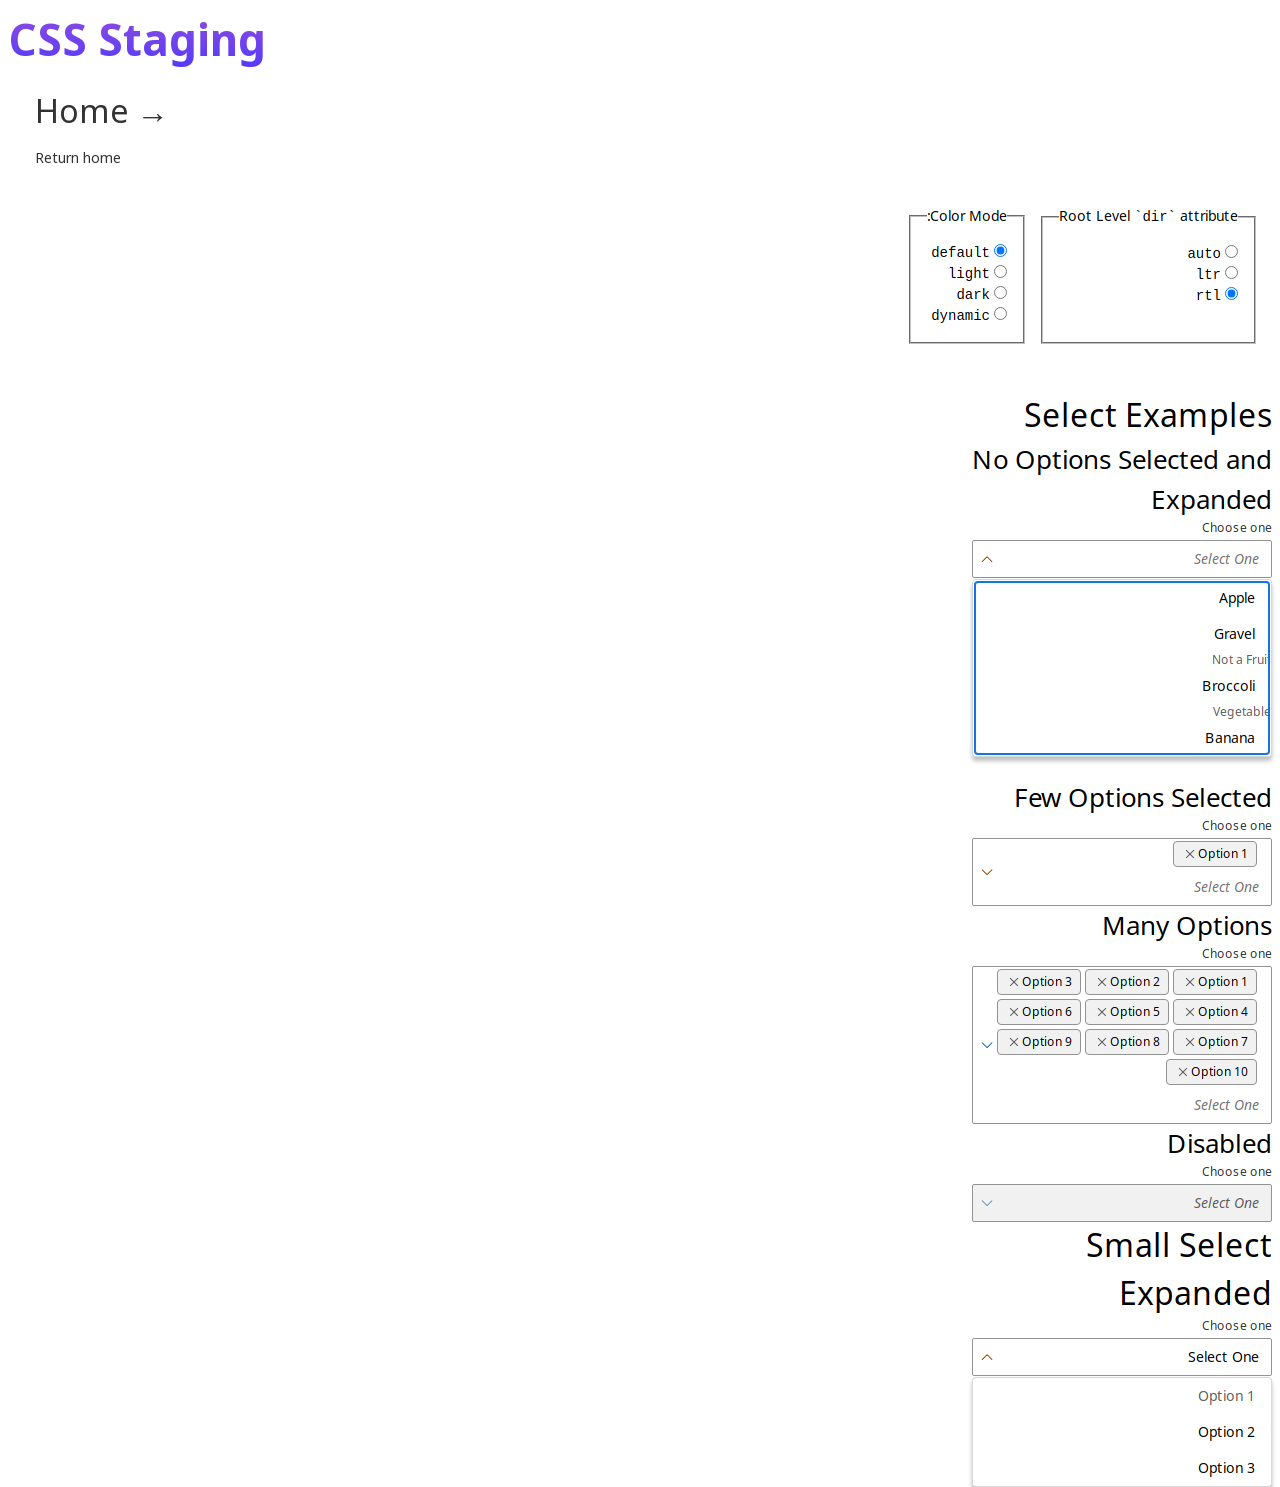 CSS Staging
Home →
Return home
Root Level `dir` attribute
auto
ltr
rtl
:Color Mode
default
light
dark
dynamic
Select Examples
No Options Selected and
Expanded
Choose one
Select One
Apple
Gravel
Not a Frui
Broccoli
Vegetable
Banana
Few Options Selected
Choose one
Option 1
Select One
Many Options
Choose one
Option 3 Option 2 Option 1
Option 6 Option 5 Option 4
Option 9 Option 8 Option 7
Option 10
Select One
Disabled
Choose one
Select One
Small Select
Expanded
Choose one
Select One
Option 1
Option 2
Option 3